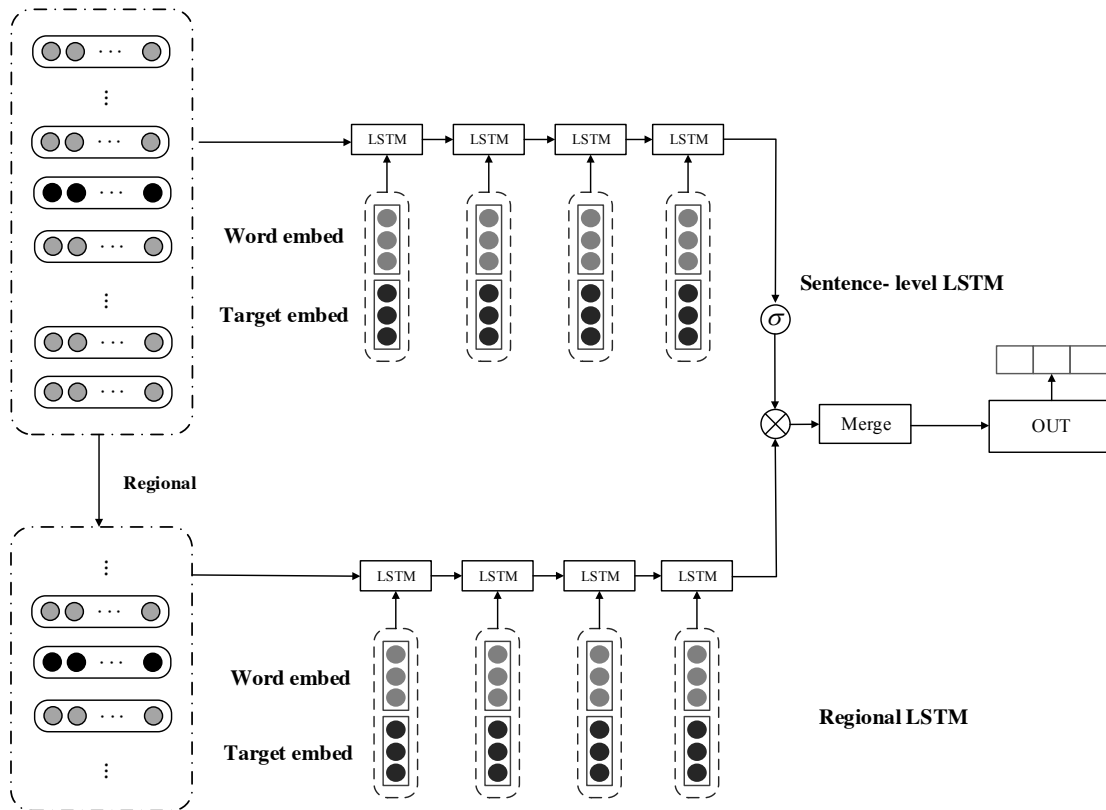 LSTM LSTM LSTM LSTM
Word embed
Target embed
Sentence- level LSTM
σ
Merge
OUT
Regional
LSTM LSTM LSTM LSTM
Word embed
Target embed
Regional LSTM